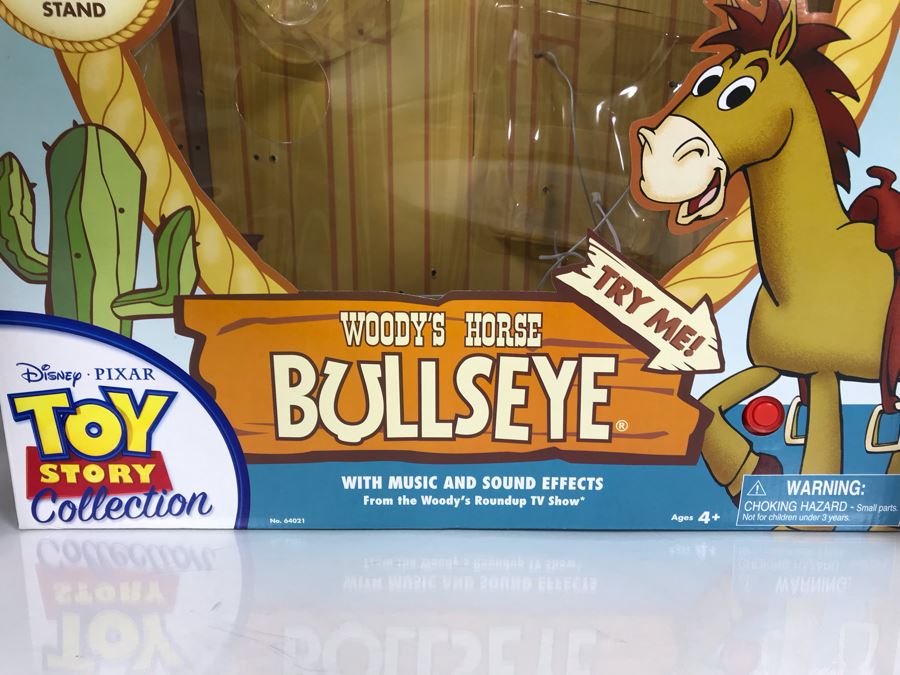 STAND
TRY ME!
WOODY'S HORSE
BULLSEYE®
Disney · PIXAR
TOY
STORY
Collection
WITH MUSIC AND SOUND EFFECTS
From the Woody's Roundup TV Show*
No. 64021
Ages 4+
⚠ WARNING:
CHOKING HAZARD - Small parts.
Not for children under 3 years.